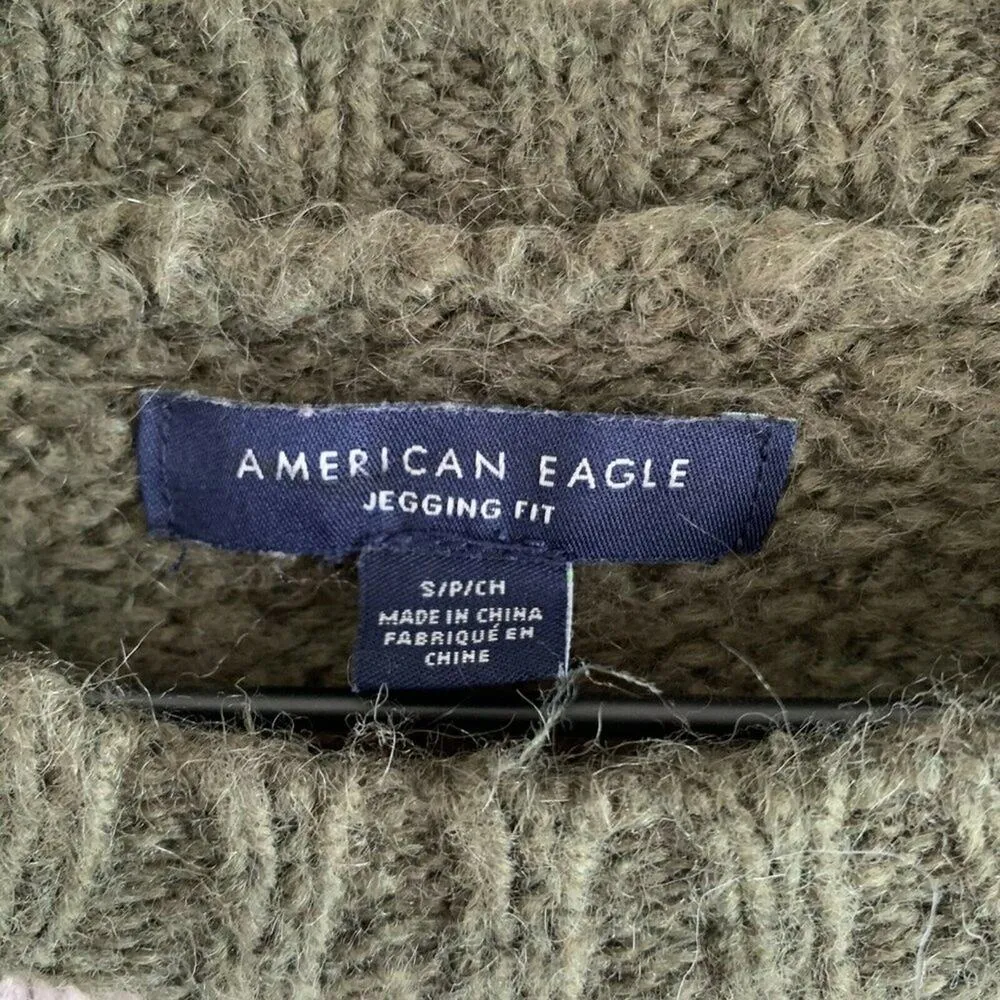 AMERICAN EAGLE
JEGGING FIT
S/P/CH
MADE IN CHINA
FABRIQUÉ EN
CHINE